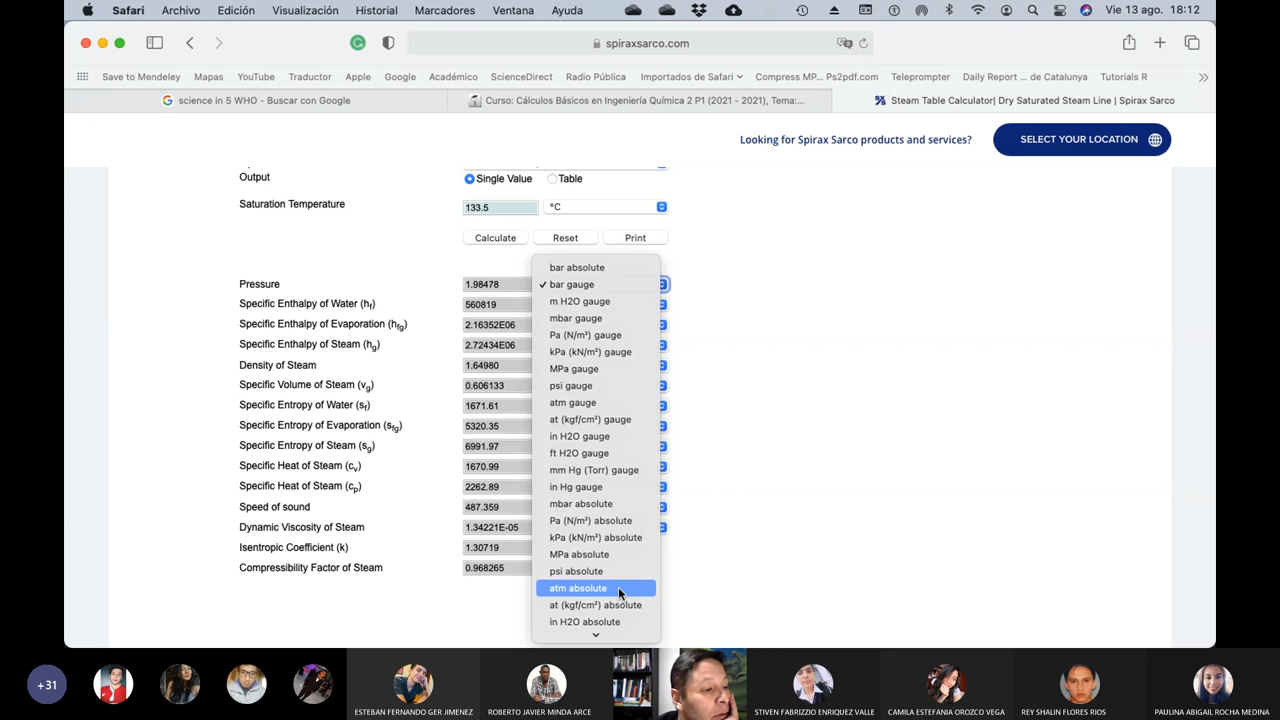 Safari Archivo Edición Visualización Historial Marcadores Ventana Ayuda Vie 13 ago. 18:12
spiraxsarco.com
Save to Mendeley Mapas YouTube Traductor Apple Google Académico ScienceDirect Radio Pública Importados de Safari Compress MP... Ps2pdf.com Teleprompter Daily Report ... de Catalunya Tutorials R
science in 5 WHO - Buscar con Google Curso: Cálculos Básicos en Ingeniería Química 2 P1 (2021 - 2021), Tema:... Steam Table Calculator| Dry Saturated Steam Line | Spirax Sarco
Looking for Spirax Sarco products and services? SELECT YOUR LOCATION
Output Single Value Table
Saturation Temperature 133.5 °C
Calculate Reset Print
bar absolute
Pressure 1.98478 ✓ bar gauge
Specific Enthalpy of Water (hf) 560819 m H2O gauge
mbar gauge
Specific Enthalpy of Evaporation (hfg) 2.16352E06 Pa (N/m²) gauge
Specific Enthalpy of Steam (hg) 2.72434E06 kPa (kN/m²) gauge
Density of Steam 1.64980 MPa gauge
Specific Volume of Steam (vg) 0.606133 psi gauge
Specific Entropy of Water (sf) 1671.61 atm gauge
Specific Entropy of Evaporation (sfg) 5320.35 at (kgf/cm²) gauge
in H2O gauge
Specific Entropy of Steam (sg) 6991.97 ft H2O gauge
Specific Heat of Steam (cv) 1670.99 mm Hg (Torr) gauge
Specific Heat of Steam (cp) 2262.89 in Hg gauge
Speed of sound 487.359 mbar absolute
Dynamic Viscosity of Steam 1.34221E-05 Pa (N/m²) absolute
kPa (kN/m²) absolute
Isentropic Coefficient (k) 1.30719 MPa absolute
Compressibility Factor of Steam 0.968265 psi absolute
atm absolute
at (kgf/cm²) absolute
in H2O absolute
+31
ESTEBAN FERNANDO GER JIMENEZ ROBERTO JAVIER MINDA ARCE STIVEN FABRIZZIO ENRIQUEZ VALLE CAMILA ESTEFANIA OROZCO VEGA REY SHALIN FLORES RIOS PAULINA ABIGAIL ROCHA MEDINA